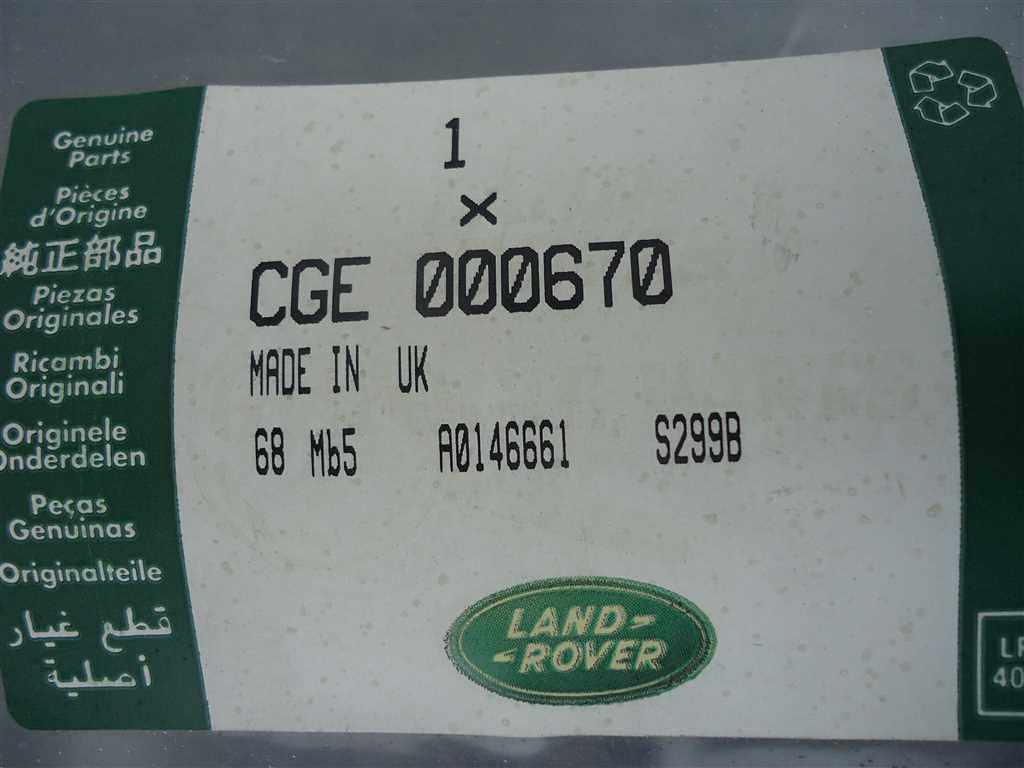 Genuine
Parts
Pièces
d'Origine
純正部品
Piezas
Originales
Ricambi
Originali
Originele
Onderdelen
Peças
Genuinas
Originalteile
قطع غيار
أصلية
1
×
CGE 000670
MADE IN UK
68 Mb5 A0146661 S299B
LAND-
-ROVER